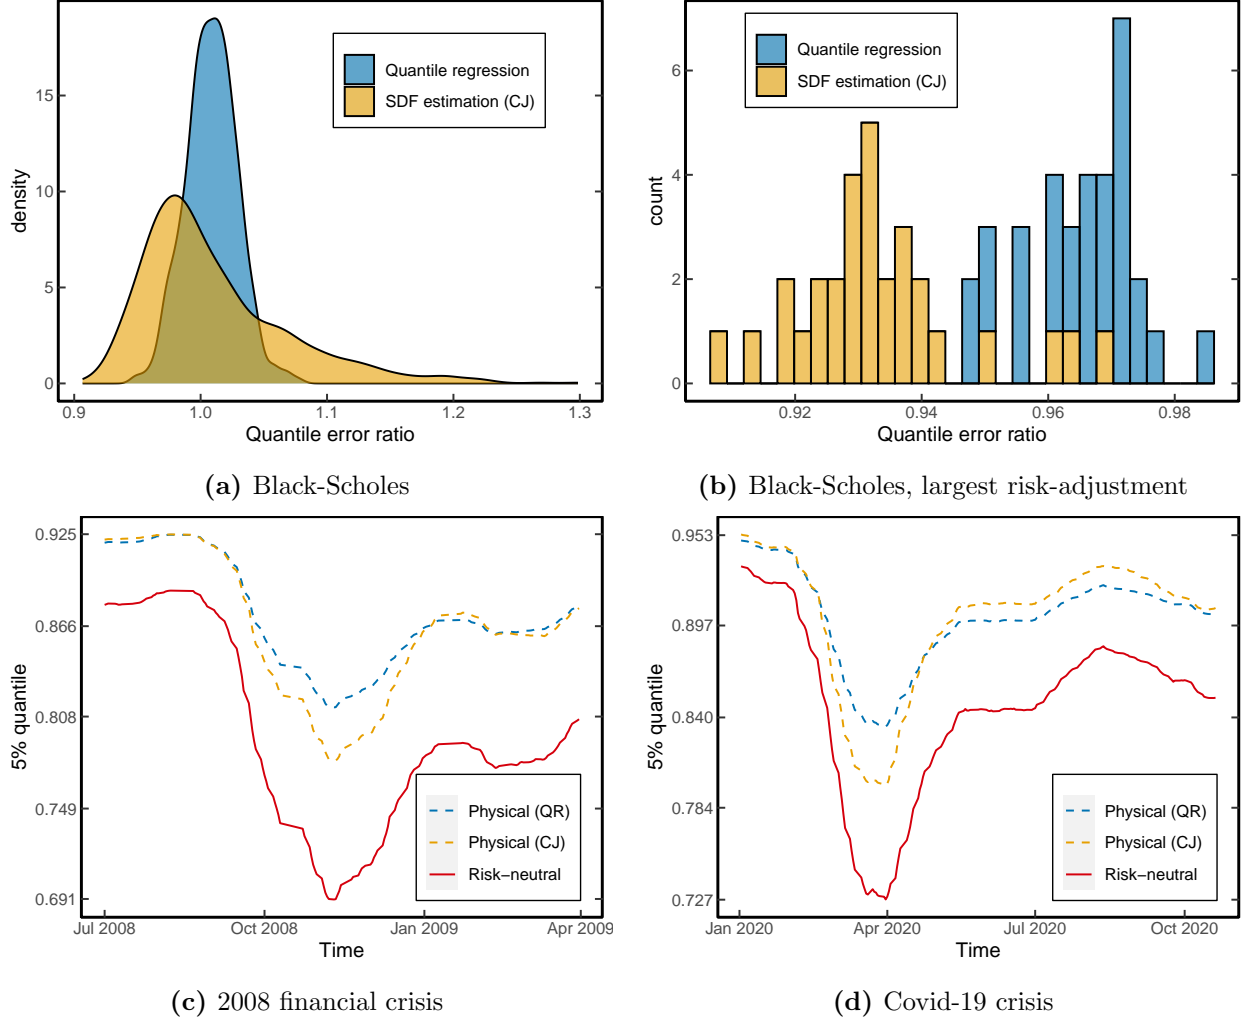 Quantile regression
SDF estimation (CJ)
density
15
10
5
0
0.9 1.0 1.1 1.2 1.3
Quantile error ratio
(a) Black-Scholes
Quantile regression
SDF estimation (CJ)
count
6
4
2
0
0.92 0.94 0.96 0.98
Quantile error ratio
(b) Black-Scholes, largest risk-adjustment
5% quantile
0.925
0.866
0.808
0.749
0.691
Physical (QR)
Physical (CJ)
Risk−neutral
Jul 2008 Oct 2008 Jan 2009 Apr 2009
Time
(c) 2008 financial crisis
5% quantile
0.953
0.897
0.840
0.784
0.727
Physical (QR)
Physical (CJ)
Risk−neutral
Jan 2020 Apr 2020 Jul 2020 Oct 2020
Time
(d) Covid-19 crisis